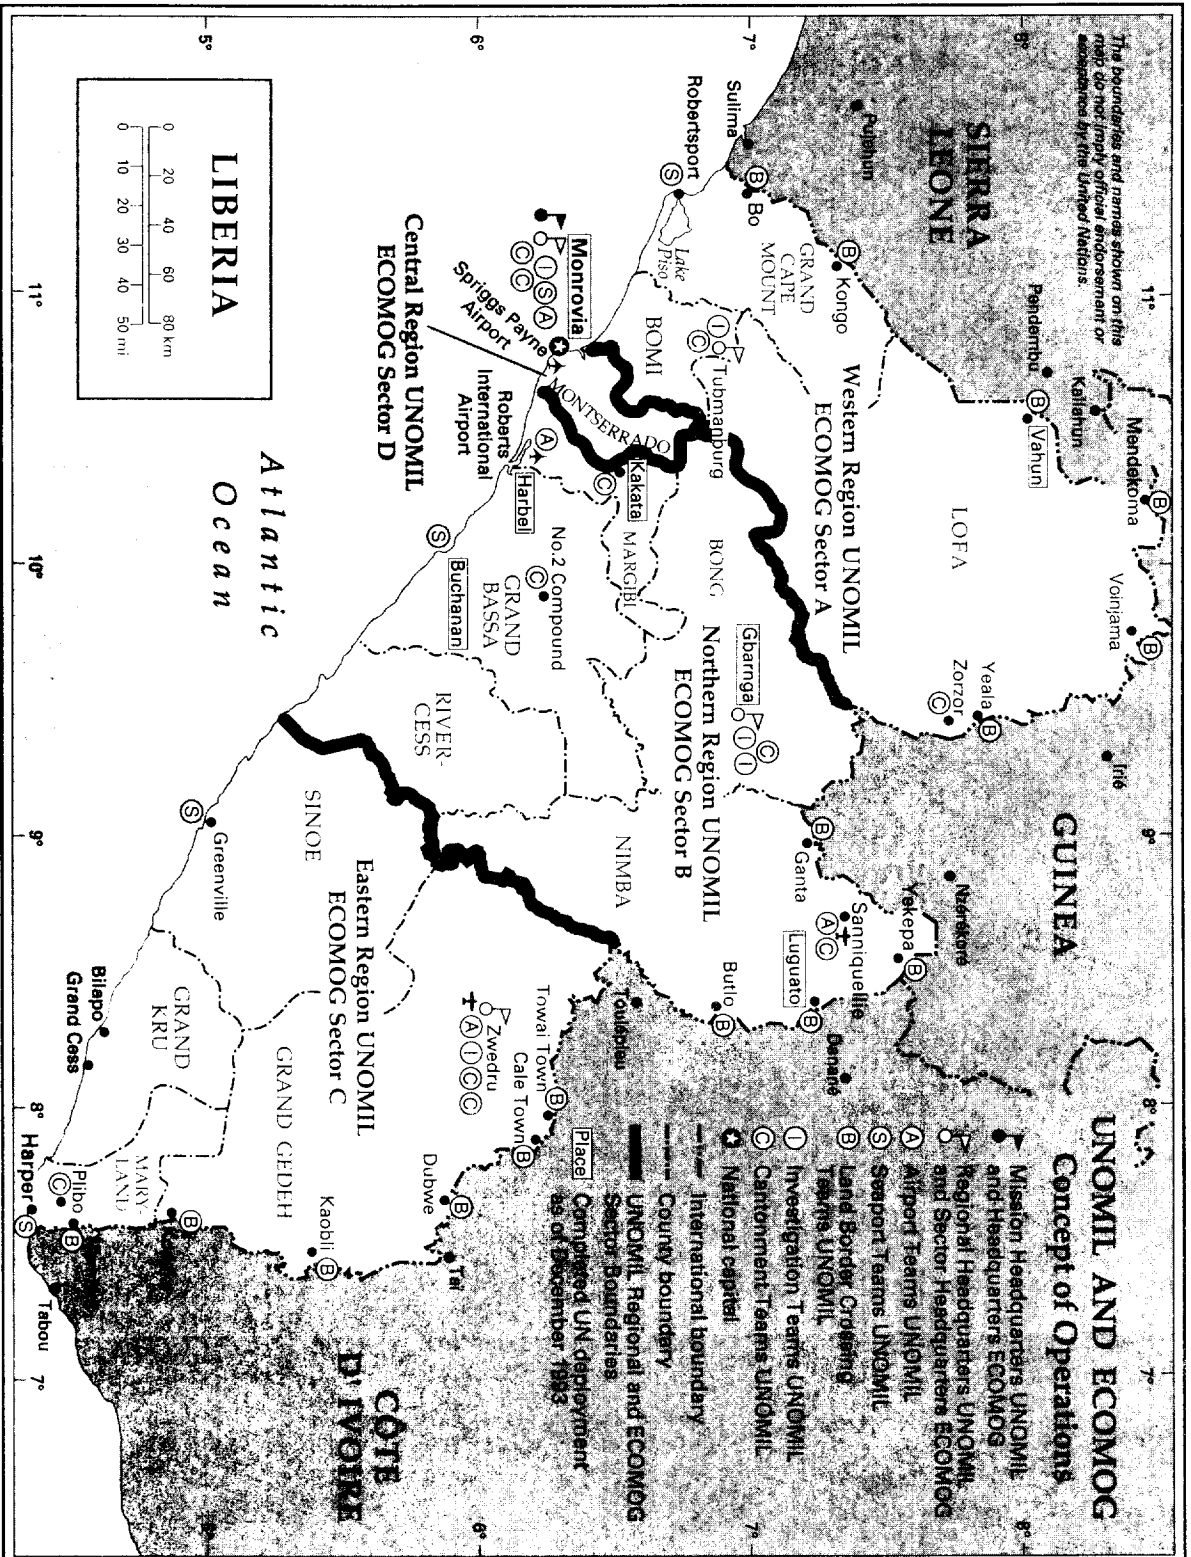 UNOMIL AND ECOMOG
Concept of Operations
Mission Headquarters UNOMIL
and Headquarters ECOMOG
Regional Headquarters UNOMIL
and Sector Headquarters ECOMOG
A Airport Teams UNOMIL
S Seaport Teams UNOMIL
B Land Border Crossing
Teams UNOMIL
I Investigation Teams UNOMIL
C Cantonment Teams UNOMIL
National capital
International boundary
County boundary
UNOMIL Regional and ECOMOG
Sector Boundaries
Place Completed UN deployment
as of December 1993
The boundaries and names shown on this
map do not imply official endorsement or
acceptance by the United Nations.
SIERRA
LEONE
GUINEA
CÔTE
D'IVOIRE
Atlantic
Ocean
LIBERIA
0 20 40 60 80 km
0 10 20 30 40 50 mi
11°
10°
9°
8°
7°
8°
7°
6°
5°
11°
9°
8°
7°
8°
7°
6°
Western Region UNOMIL
ECOMOG Sector A
Northern Region UNOMIL
ECOMOG Sector B
Eastern Region UNOMIL
ECOMOG Sector C
Central Region UNOMIL
ECOMOG Sector D
LOFA
GRAND
CAPE
MOUNT
BOMI
MONTSERRADO
MARGIBI
BONG
GRAND
BASSA
RIVER-
CESS
NIMBA
SINOE
GRAND GEDEH
GRAND
KRU
MARY-
LAND
Pujehun
Sulima
Pendembu
Kailahun
B Mendekoma
B Vahun
B Kongo
B Bo
Robertsport
S
Lake
Piso
Voinjama B
Yeala B
Zorzor
C
Irié
Nzérékoré
Tubmanburg
I
C
Monrovia
I S A
C C
Spriggs Payne
Airport
Roberts
International
Airport
A
Harbel
Kakata
C
No.2 Compound
C
Buchanan
S
Gbarnga
C
I I
B
Ganta
Yekepa B
Sanniquellie
A C
Luguato B
Danané
Butlo B
Toulépleu
Towai Town B
Cale Town B
Zwedru
A I C C
Dubwe B
Taï
Kaobli B
B
Greenville
S
Bilapo
Grand Cess
Plibo
C B
Harper
S
Tabou